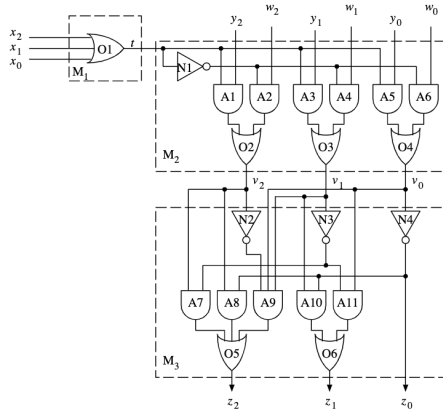 y₂ w₂ y₁ w₁ y₀ w₀
x₂
x₁
x₀
O1
t
M₁
N1
A1 A2 A3 A4 A5 A6
O2 O3 O4
M₂
v₂ v₁ v₀
N2 N3 N4
A7 A8 A9 A10 A11
O5 O6
M₃
z₂ z₁ z₀